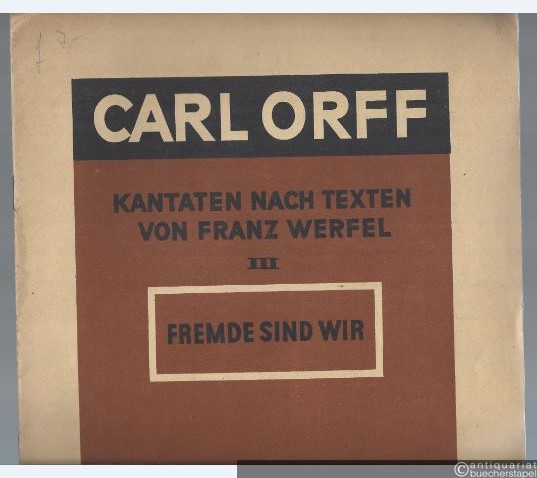 CARL ORFF
KANTATEN NACH TEXTEN
VON FRANZ WERFEL
III
FREMDE SIND WIR
antiquariat
buecherstapel